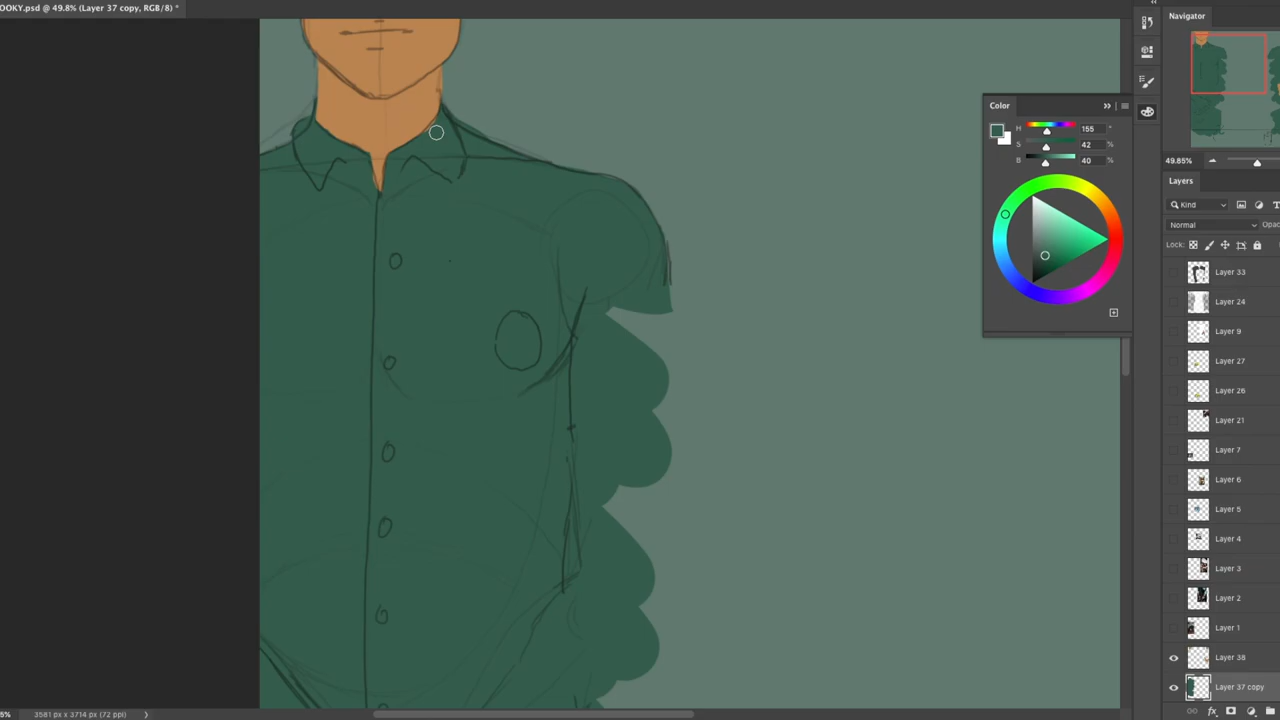 OOKY.psd @ 49.8% (Layer 37 copy, RGB/8) *
Navigator
49.85%
Color
H 155 °
S 42 %
B 40 %
Layers
Kind
Normal Opac
Lock:
Layer 33
Layer 24
Layer 9
Layer 27
Layer 26
Layer 21
Layer 7
Layer 6
Layer 5
Layer 4
Layer 3
Layer 2
Layer 1
Layer 38
Layer 37 copy
5% 3581 px x 3714 px (72 ppi)
fx